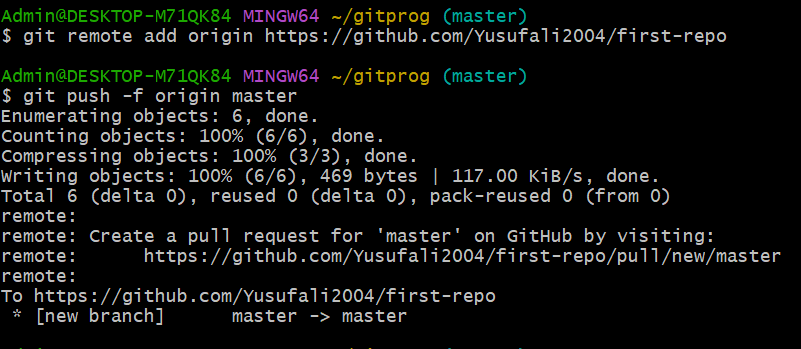 Admin@DESKTOP-M71QK84 MINGW64 ~/gitprog (master)
$ git remote add origin https://github.com/Yusufali2004/first-repo
Admin@DESKTOP-M71QK84 MINGW64 ~/gitprog (master)
$ git push -f origin master
Enumerating objects: 6, done.
Counting objects: 100% (6/6), done.
Compressing objects: 100% (3/3), done.
Writing objects: 100% (6/6), 469 bytes | 117.00 KiB/s, done.
Total 6 (delta 0), reused 0 (delta 0), pack-reused 0 (from 0)
remote:
remote: Create a pull request for 'master' on GitHub by visiting:
remote:      https://github.com/Yusufali2004/first-repo/pull/new/master
remote:
To https://github.com/Yusufali2004/first-repo
 * [new branch]      master -> master